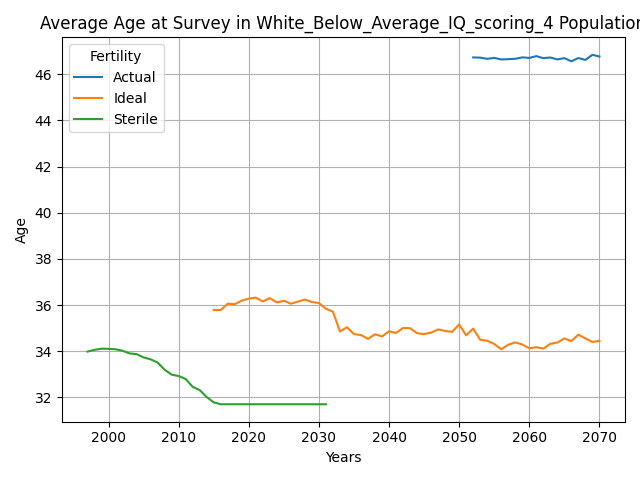 Average Age at Survey in White_Below_Average_IQ_scoring_4 Population
Fertility
Actual
Ideal
Sterile
Age
46
44
42
40
38
36
34
32
2000 2010 2020 2030 2040 2050 2060 2070
Years